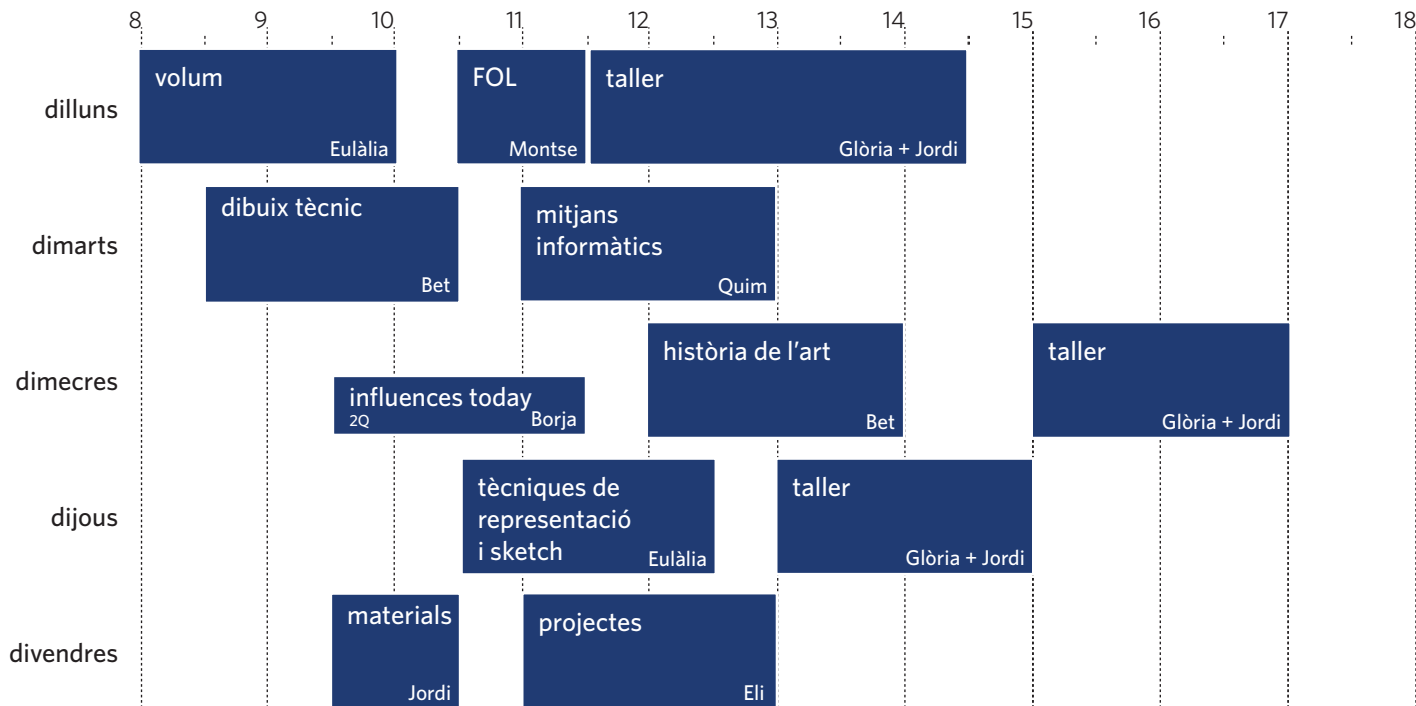 8 9 10 11 12 13 14 15 16 17 18
dilluns
volum
Eulàlia
FOL
Montse
taller
Glòria + Jordi
dimarts
dibuix tècnic
Bet
mitjans
informàtics
Quim
dimecres
influences today
2Q Borja
història de l'art
Bet
taller
Glòria + Jordi
dijous
tècniques de
representació
i sketch
Eulàlia
taller
Glòria + Jordi
divendres
materials
Jordi
projectes
Eli